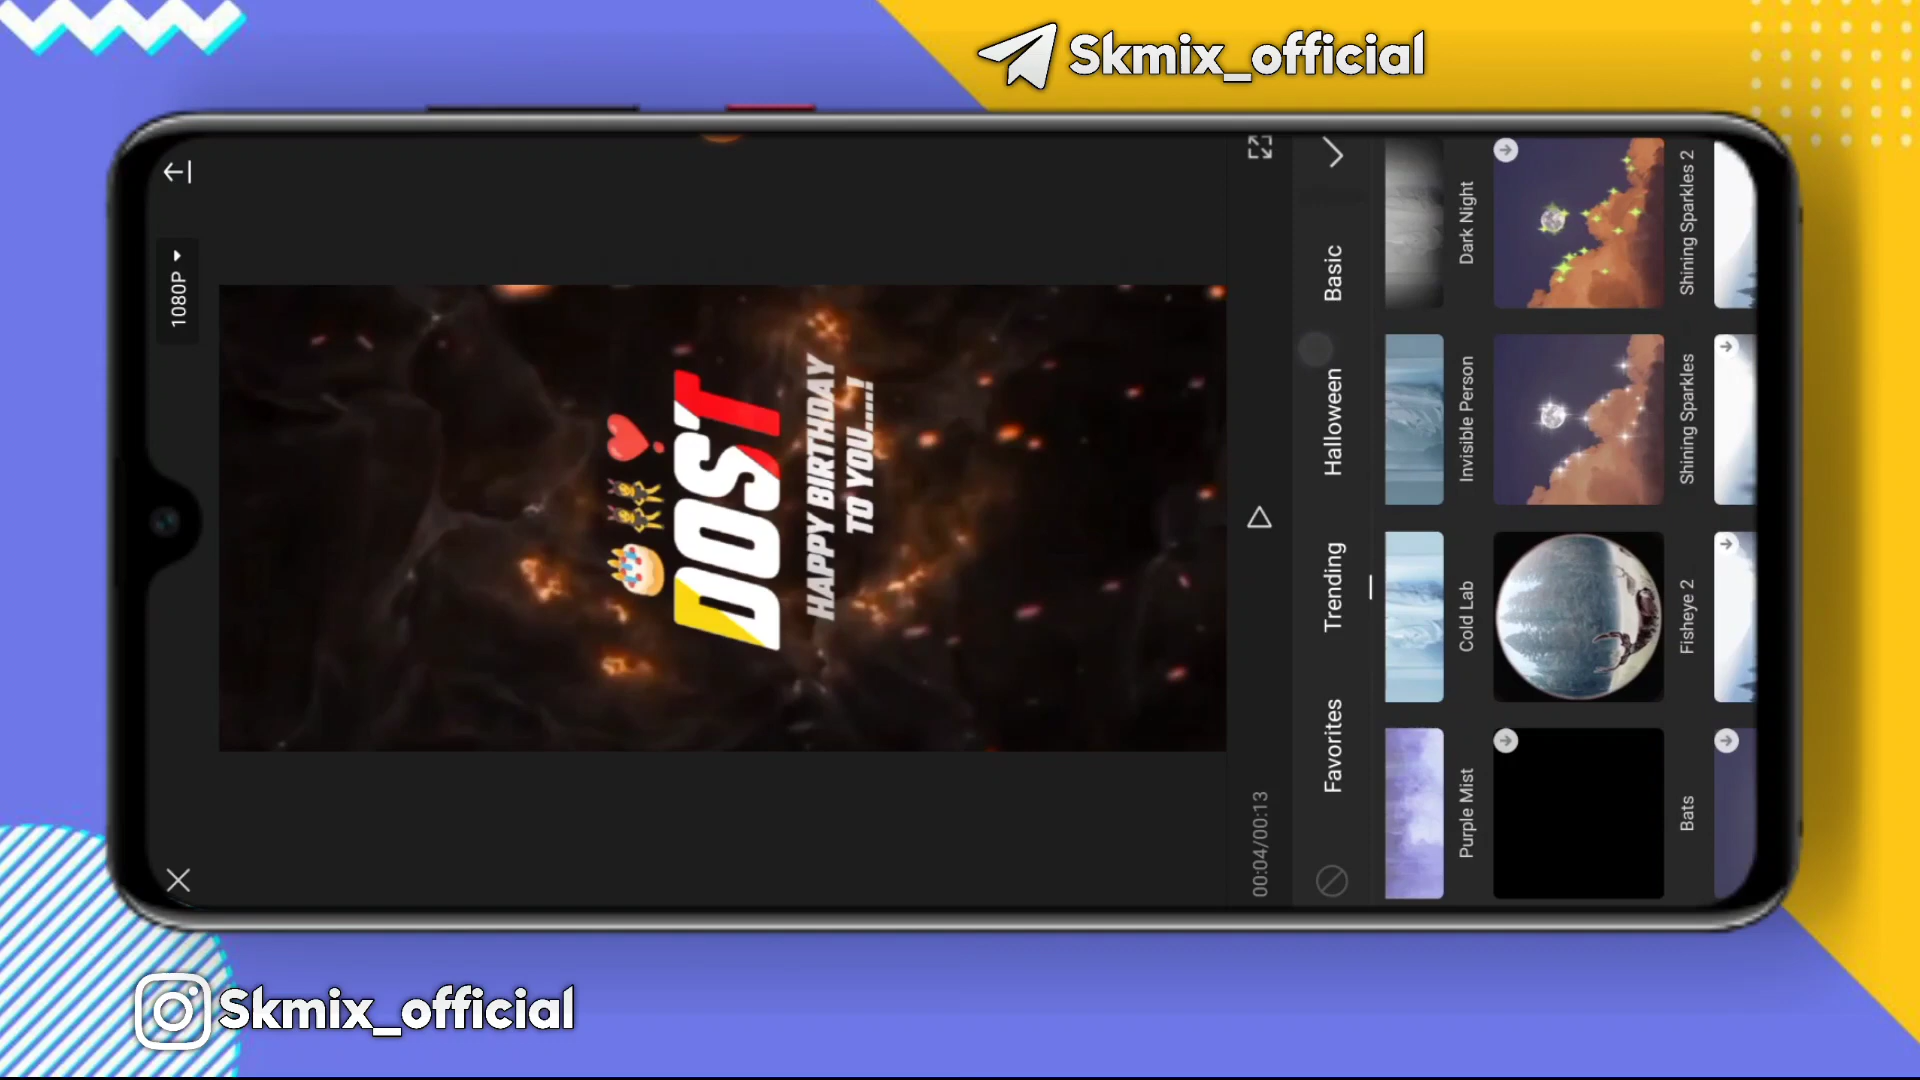 Skmix_official
1080P
DOST
HAPPY BIRTHDAY
TO YOU....!
00:04/00:13
Favorites
Trending
Halloween
Basic
Purple Mist
Cold Lab
Invisible Person
Dark Night
Bats
Fisheye 2
Shining Sparkles
Shining Sparkles 2
Skmix_official